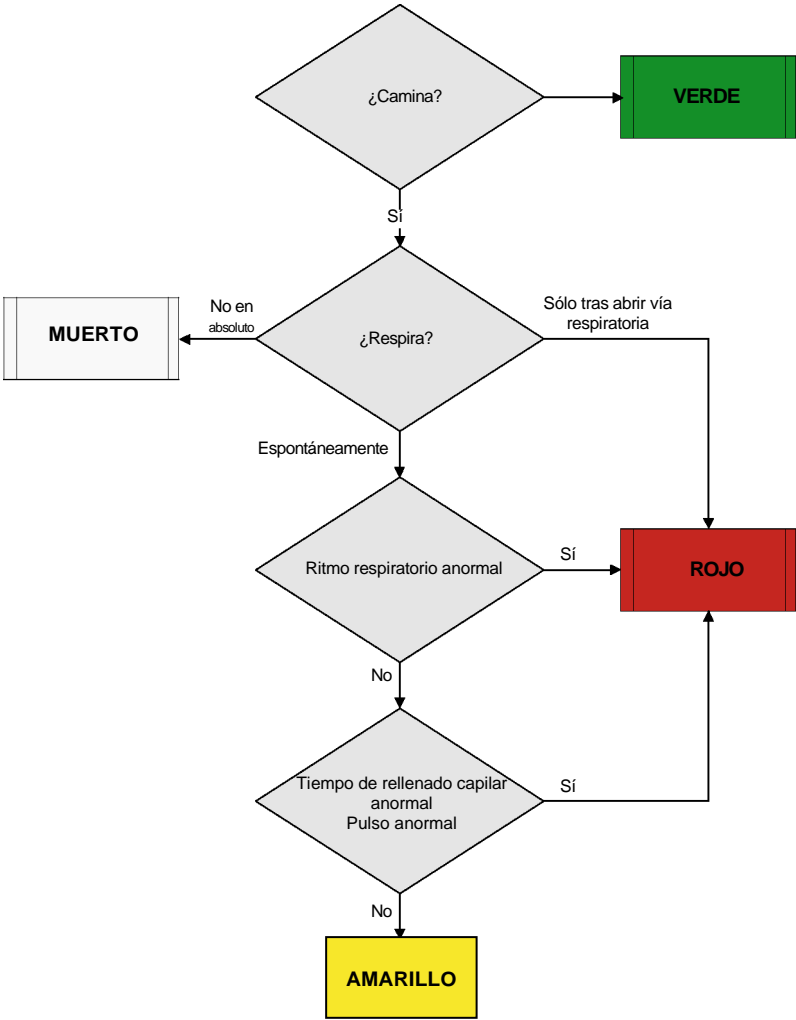 ¿Camina?
VERDE
Sí
No en
absoluto
Sólo tras abrir vía
respiratoria
MUERTO
¿Respira?
Espontáneamente
Ritmo respiratorio anormal
Sí
ROJO
No
Tiempo de rellenado capilar
anormal
Pulso anormal
Sí
No
AMARILLO